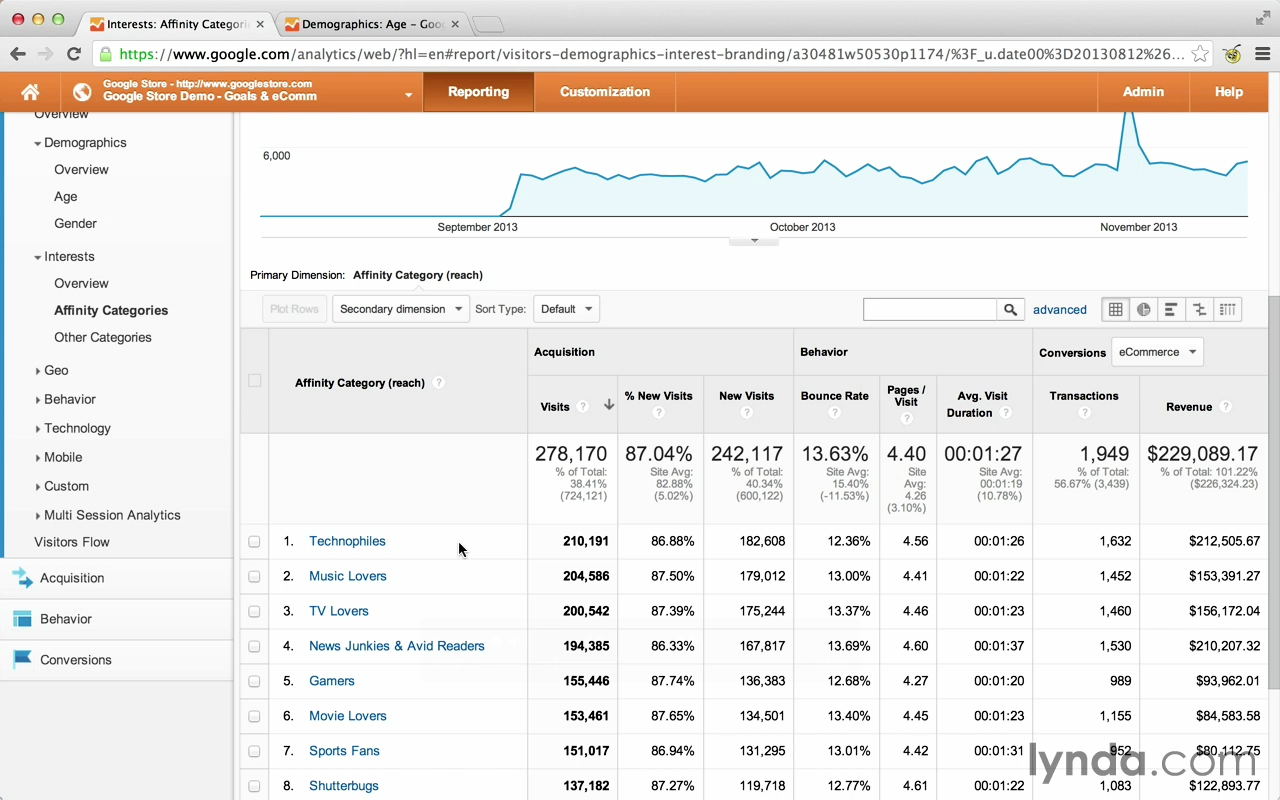 Interests: Affinity Categori
Demographics: Age – Goo
https://www.google.com/analytics/web/?hl=en#report/visitors-demographics-interest-branding/a30481w50530p1174/%3F_u.date00%3D20130812%26...
Google Store - http://www.googlestore.com
Google Store Demo - Goals & eComm
Reporting
Customization
Admin
Help
Overview
Demographics
Overview
Age
Gender
Interests
Overview
Affinity Categories
Other Categories
Geo
Behavior
Technology
Mobile
Custom
Multi Session Analytics
Visitors Flow
Acquisition
Behavior
Conversions
6,000
September 2013 October 2013 November 2013
Primary Dimension: Affinity Category (reach)
Plot Rows Secondary dimension Sort Type: Default advanced
Acquisition Behavior Conversions eCommerce
Affinity Category (reach) ?
Visits ?
% New Visits ?
New Visits ?
Bounce Rate ?
Pages / Visit ?
Avg. Visit Duration ?
Transactions ?
Revenue ?
278,170 87.04% 242,117 13.63% 4.40 00:01:27 1,949 $229,089.17
% of Total: 38.41% (724,121)
Site Avg: 82.88% (5.02%)
% of Total: 40.34% (600,122)
Site Avg: 15.40% (-11.53%)
Site Avg: 4.26 (3.10%)
Site Avg: 00:01:19 (10.78%)
% of Total: 56.67% (3,439)
% of Total: 101.22% ($226,324.23)
1. Technophiles 210,191 86.88% 182,608 12.36% 4.56 00:01:26 1,632 $212,505.67
2. Music Lovers 204,586 87.50% 179,012 13.00% 4.41 00:01:22 1,452 $153,391.27
3. TV Lovers 200,542 87.39% 175,244 13.37% 4.46 00:01:23 1,460 $156,172.04
4. News Junkies & Avid Readers 194,385 86.33% 167,817 13.69% 4.60 00:01:37 1,530 $210,207.32
5. Gamers 155,446 87.74% 136,383 12.68% 4.27 00:01:20 989 $93,962.01
6. Movie Lovers 153,461 87.65% 134,501 13.40% 4.45 00:01:23 1,155 $84,583.58
7. Sports Fans 151,017 86.94% 131,295 13.01% 4.42 00:01:31 952 $80,112.75
8. Shutterbugs 137,182 87.27% 119,718 12.77% 4.61 00:01:22 1,083 $122,893.77
lynda.com